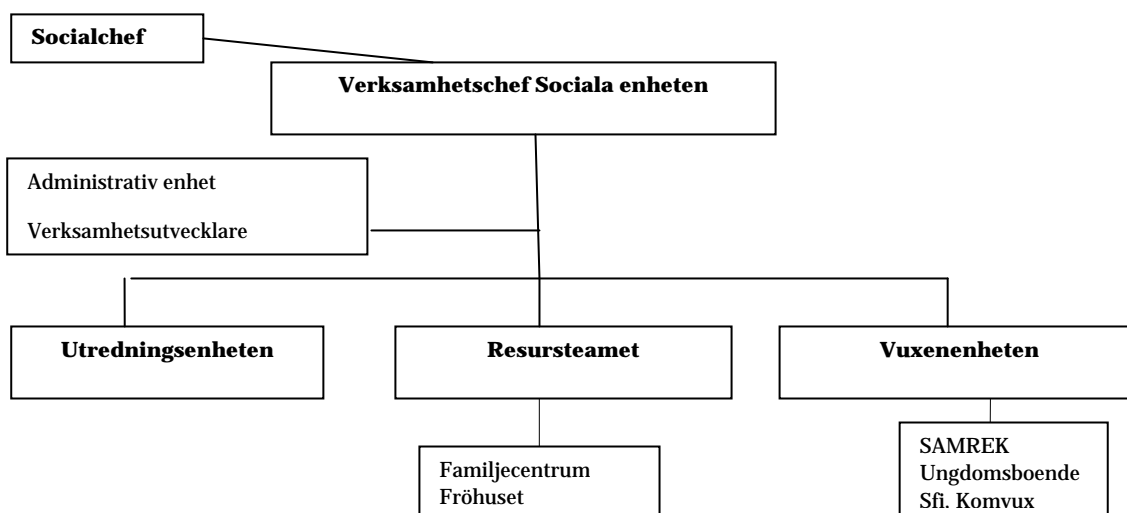 Socialchef
Verksamhetschef Sociala enheten
Administrativ enhet
Verksamhetsutvecklare
Utredningsenheten
Resursteamet
Vuxenenheten
Familjecentrum
Fröhuset
SAMREK
Ungdomsboende
Sfi. Komvux